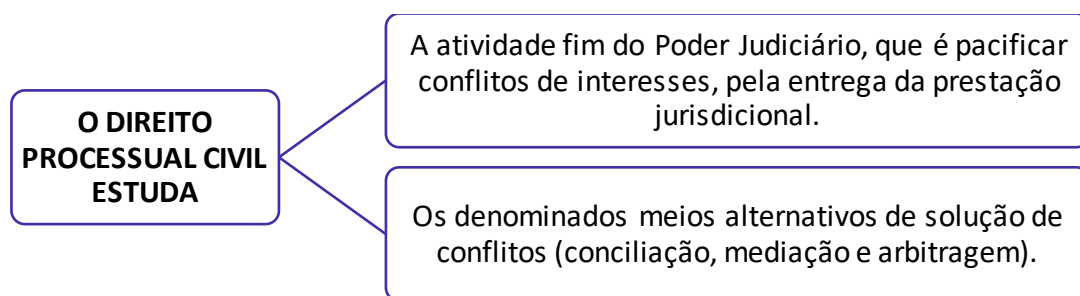 O DIREITO
PROCESSUAL CIVIL
ESTUDA
A atividade fim do Poder Judiciário, que é pacificar
conflitos de interesses, pela entrega da prestação
jurisdicional.
Os denominados meios alternativos de solução de
conflitos (conciliação, mediação e arbitragem).